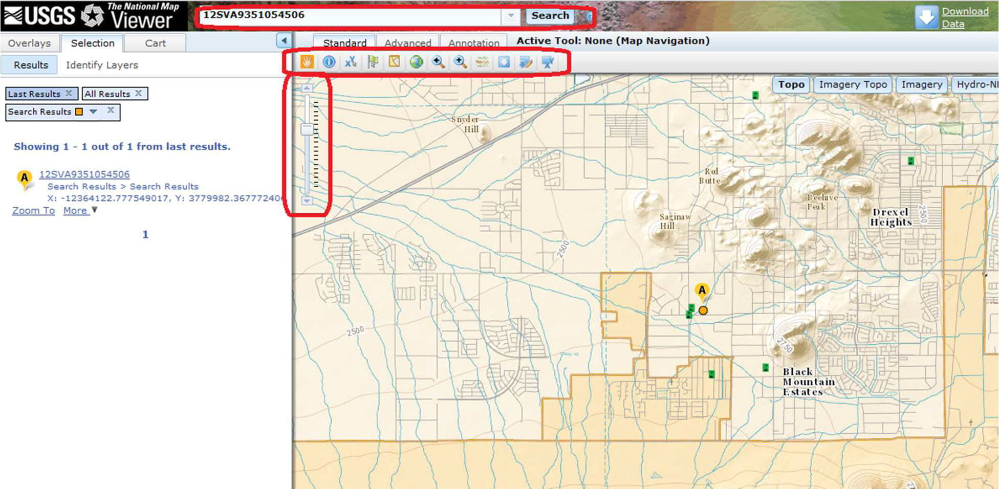 USGS The National Map Viewer
12SVA9351054506
Search
?
Download
Data
Overlays
Selection
Cart
Standard
Advanced
Annotation
Active Tool: None (Map Navigation)
Results
Identify Layers
Last Results X
All Results X
Search Results X
Showing 1 - 1 out of 1 from last results.
A
12SVA9351054506
Search Results > Search Results
X: -12364122.777549017, Y: 3779982.36777240
Zoom To
More
1
Topo
Imagery Topo
Imagery
Hydro-N
Snyder
Hill
Red
Butte
Beehive
Peak
Drexel
Heights
2500
Saginaw
Hill
2500
A
2500
2750
Black
Mountain
Estates
27